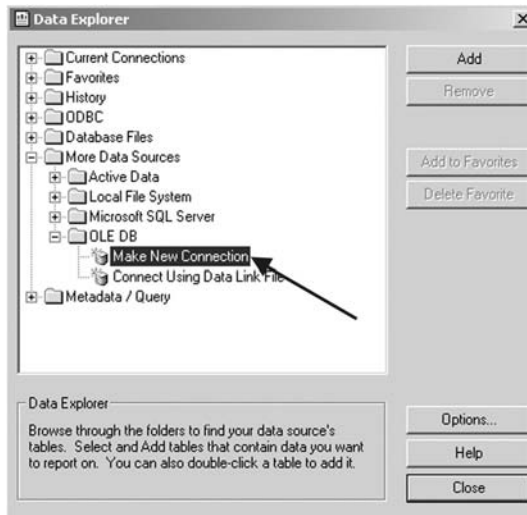 Data Explorer
Current Connections
Favorites
History
ODBC
Database Files
More Data Sources
Active Data
Local File System
Microsoft SQL Server
OLE DB
Make New Connection
Connect Using Data Link File
Metadata / Query
Add
Remove
Add to Favorites
Delete Favorite
Data Explorer
Browse through the folders to find your data source's
tables. Select and Add tables that contain data you want
to report on. You can also double-click a table to add it.
Options...
Help
Close